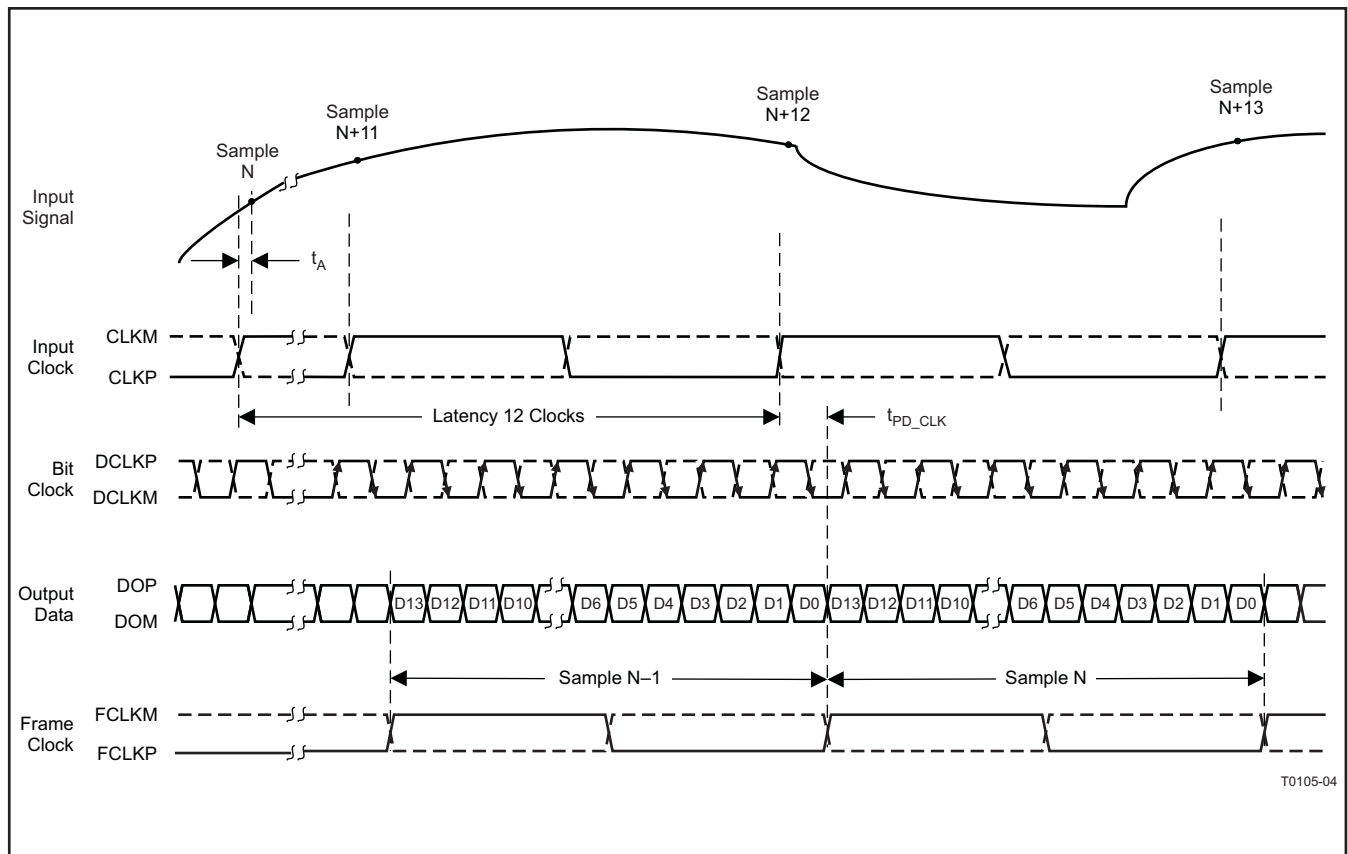 Sample
N
Sample
N+11
Sample
N+12
Sample
N+13
Input
Signal
tA
Input
Clock
CLKM
CLKP
Latency 12 Clocks
tPD_CLK
Bit
Clock
DCLKP
DCLKM
Output
Data
DOP
DOM
D13 D12 D11 D10 D6 D5 D4 D3 D2 D1 D0 D13 D12 D11 D10 D6 D5 D4 D3 D2 D1 D0
Sample N–1
Sample N
Frame
Clock
FCLKM
FCLKP
T0105-04